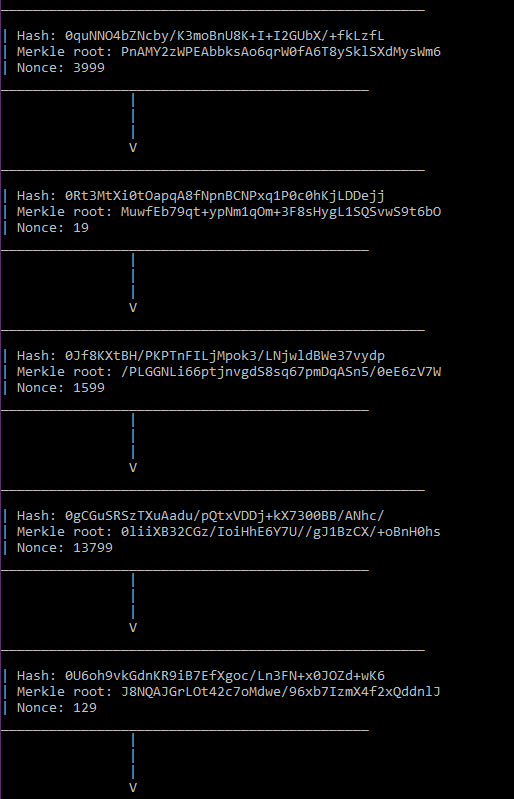 | Hash: 0quNNO4bZNcby/K3moBnU8K+I+I2GUbX/+fkLzfL
| Merkle root: PnAMY2zWPEAbbksAo6qrW0fA6T8ySklSXdMysWm6
| Nonce: 3999
|
|
|
V
| Hash: 0Rt3MtXi0tOapqA8fNpnBCNPxq1P0c0hKjLDDejj
| Merkle root: MuwfEb79qt+ypNm1qOm+3F8sHygL1SQSvwS9t6bO
| Nonce: 19
|
|
|
V
| Hash: 0Jf8KXtBH/PKPTnFILjMpok3/LNjwldBWe37vydp
| Merkle root: /PLGGNLi66ptjnvgdS8sq67pmDqASn5/0eE6zV7W
| Nonce: 1599
|
|
|
V
| Hash: 0gCGuSRSzTXuAadu/pQtxVDDj+kX7300BB/ANhc/
| Merkle root: 0liiXB32CGz/IoiHhE6Y7U//gJ1BzCX/+oBnH0hs
| Nonce: 13799
|
|
|
V
| Hash: 0U6oh9vkGdnKR9iB7EfXgoc/Ln3FN+x0JOZd+wK6
| Merkle root: J8NQAJGrLOt42c7oMdwe/96xb7IzmX4f2xQddnlJ
| Nonce: 129
|
|
|
V